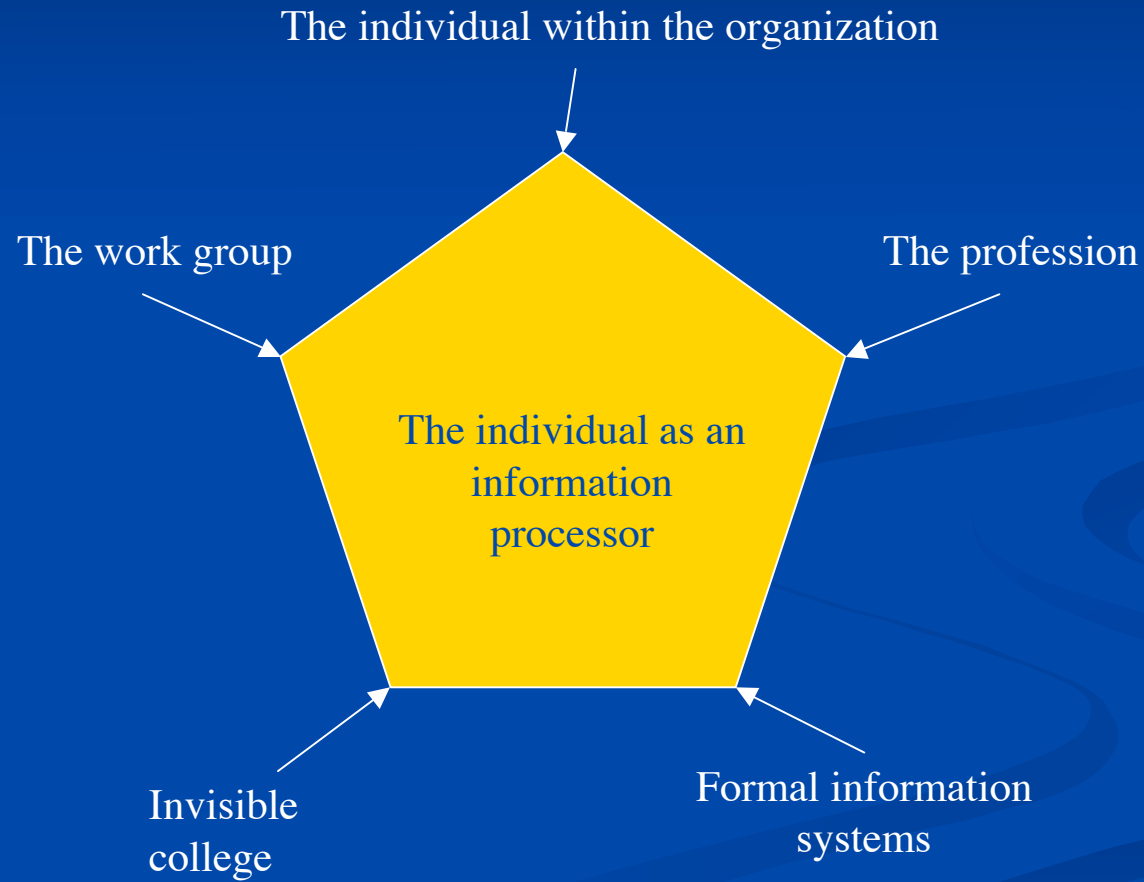 The individual within the organization
The work group
The profession
The individual as an
information
processor
Invisible
college
Formal information
systems